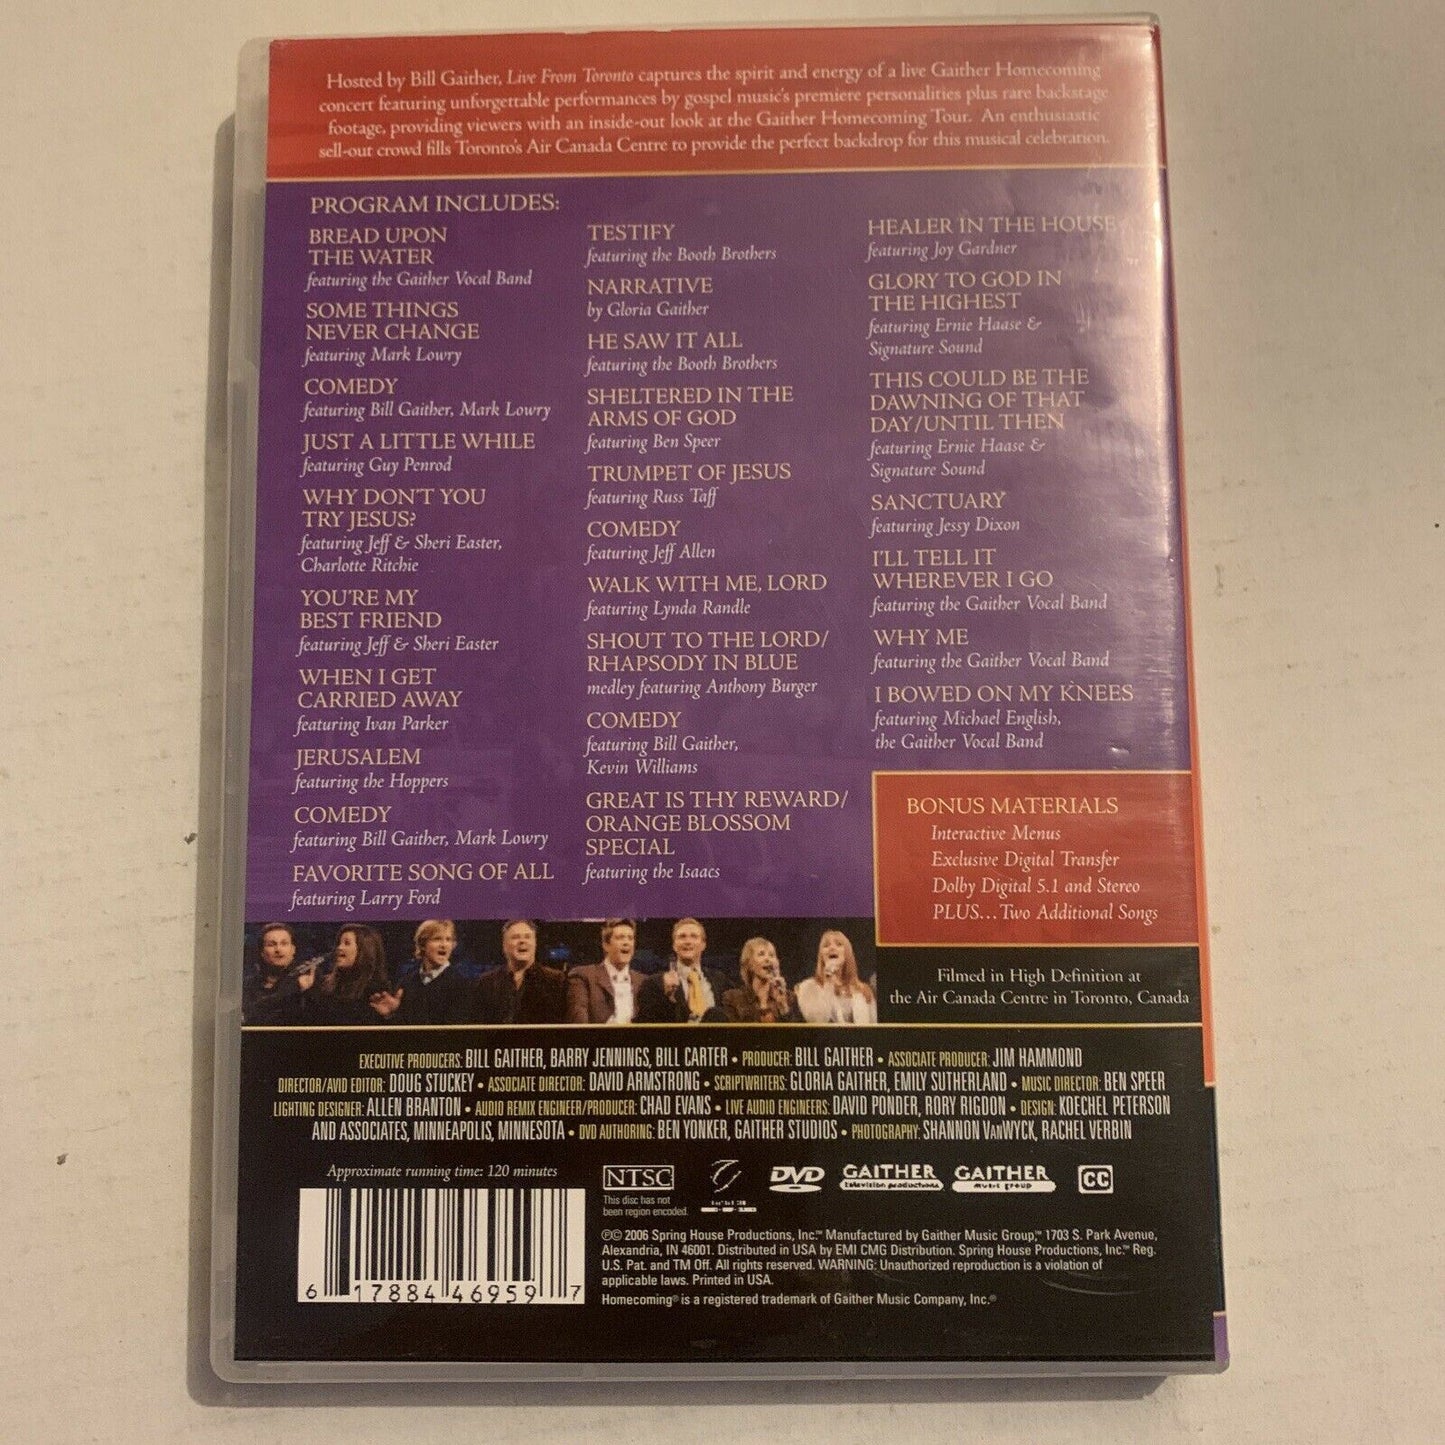 Hosted by Bill Gaither, Live From Toronto captures the spirit and energy of a live Gaither Homecoming
concert featuring unforgettable performances by gospel music's premiere personalities plus rare backstage
footage, providing viewers with an inside-out look at the Gaither Homecoming Tour. An enthusiastic
sell-out crowd fills Toronto's Air Canada Centre to provide the perfect backdrop for this musical celebration.
PROGRAM INCLUDES:
BREAD UPON
THE WATER
featuring the Gaither Vocal Band
SOME THINGS
NEVER CHANGE
featuring Mark Lowry
COMEDY
featuring Bill Gaither, Mark Lowry
JUST A LITTLE WHILE
featuring Guy Penrod
WHY DON'T YOU
TRY JESUS?
featuring Jeff & Sheri Easter,
Charlotte Ritchie
YOU'RE MY
BEST FRIEND
featuring Jeff & Sheri Easter
WHEN I GET
CARRIED AWAY
featuring Ivan Parker
JERUSALEM
featuring the Hoppers
COMEDY
featuring Bill Gaither, Mark Lowry
FAVORITE SONG OF ALL
featuring Larry Ford
TESTIFY
featuring the Booth Brothers
NARRATIVE
by Gloria Gaither
HE SAW IT ALL
featuring the Booth Brothers
SHELTERED IN THE
ARMS OF GOD
featuring Ben Speer
TRUMPET OF JESUS
featuring Russ Taff
COMEDY
featuring Jeff Allen
WALK WITH ME, LORD
featuring Lynda Randle
SHOUT TO THE LORD/
RHAPSODY IN BLUE
medley featuring Anthony Burger
COMEDY
featuring Bill Gaither,
Kevin Williams
GREAT IS THY REWARD/
ORANGE BLOSSOM
SPECIAL
featuring the Isaacs
HEALER IN THE HOUSE
featuring Joy Gardner
GLORY TO GOD IN
THE HIGHEST
featuring Ernie Haase &
Signature Sound
THIS COULD BE THE
DAWNING OF THAT
DAY/UNTIL THEN
featuring Ernie Haase &
Signature Sound
SANCTUARY
featuring Jessy Dixon
I'LL TELL IT
WHEREVER I GO
featuring the Gaither Vocal Band
WHY ME
featuring the Gaither Vocal Band
I BOWED ON MY KNEES
featuring Michael English,
the Gaither Vocal Band
BONUS MATERIALS
Interactive Menus
Exclusive Digital Transfer
Dolby Digital 5.1 and Stereo
PLUS...Two Additional Songs
Filmed in High Definition at
the Air Canada Centre in Toronto, Canada
EXECUTIVE PRODUCERS: BILL GAITHER, BARRY JENNINGS, BILL CARTER • PRODUCER: BILL GAITHER • ASSOCIATE PRODUCER: JIM HAMMOND
DIRECTOR/AVID EDITOR: DOUG STUCKEY • ASSOCIATE DIRECTOR: DAVID ARMSTRONG • SCRIPTWRITERS: GLORIA GAITHER, EMILY SUTHERLAND • MUSIC DIRECTOR: BEN SPEER
LIGHTING DESIGNER: ALLEN BRANTON • AUDIO REMIX ENGINEER/PRODUCER: CHAD EVANS • LIVE AUDIO ENGINEERS: DAVID PONDER, RORY RIGDON • DESIGN: KOECHEL PETERSON
AND ASSOCIATES, MINNEAPOLIS, MINNESOTA • DVD AUTHORING: BEN YONKER, GAITHER STUDIOS • PHOTOGRAPHY: SHANNON VANWYCK, RACHEL VERBIN
Approximate running time: 120 minutes
6 17884 46959 7
NTSC
This disc has not
been region encoded.
DVD
VIDEO
GAITHER
television productions
GAITHER
music group
CC
℗© 2006 Spring House Productions, Inc.™ Manufactured by Gaither Music Group,™ 1703 S. Park Avenue,
Alexandria, IN 46001. Distributed in USA by EMI CMG Distribution. Spring House Productions, Inc.™ Reg.
U.S. Pat. and TM Off. All rights reserved. WARNING: Unauthorized reproduction is a violation of
applicable laws. Printed in USA.
Homecoming® is a registered trademark of Gaither Music Company, Inc.®